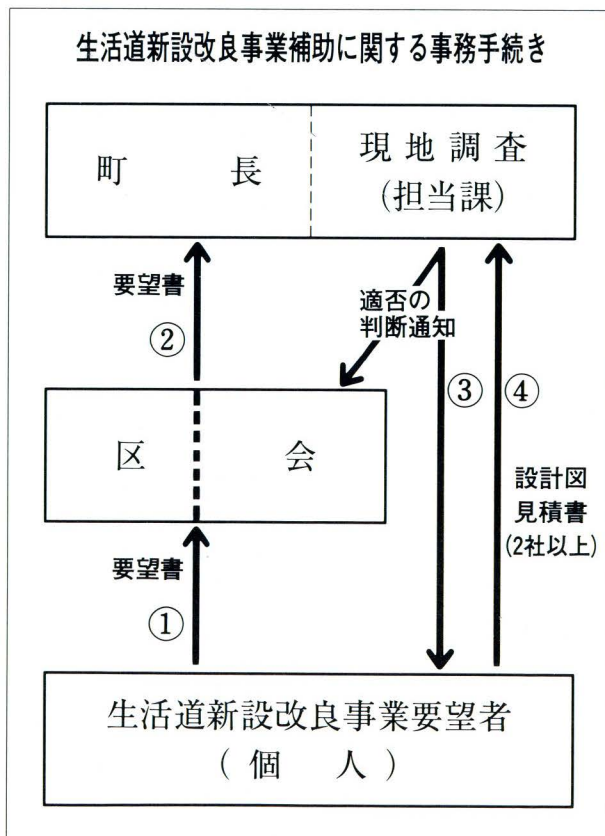 生活道新設改良事業補助に関する事務手続き
町長
現地調査
(担当課)
要望書
②
適否の
判断通知
③
④
区会
設計図
見積書
(2社以上)
要望書
①
生活道新設改良事業要望者
(個人)